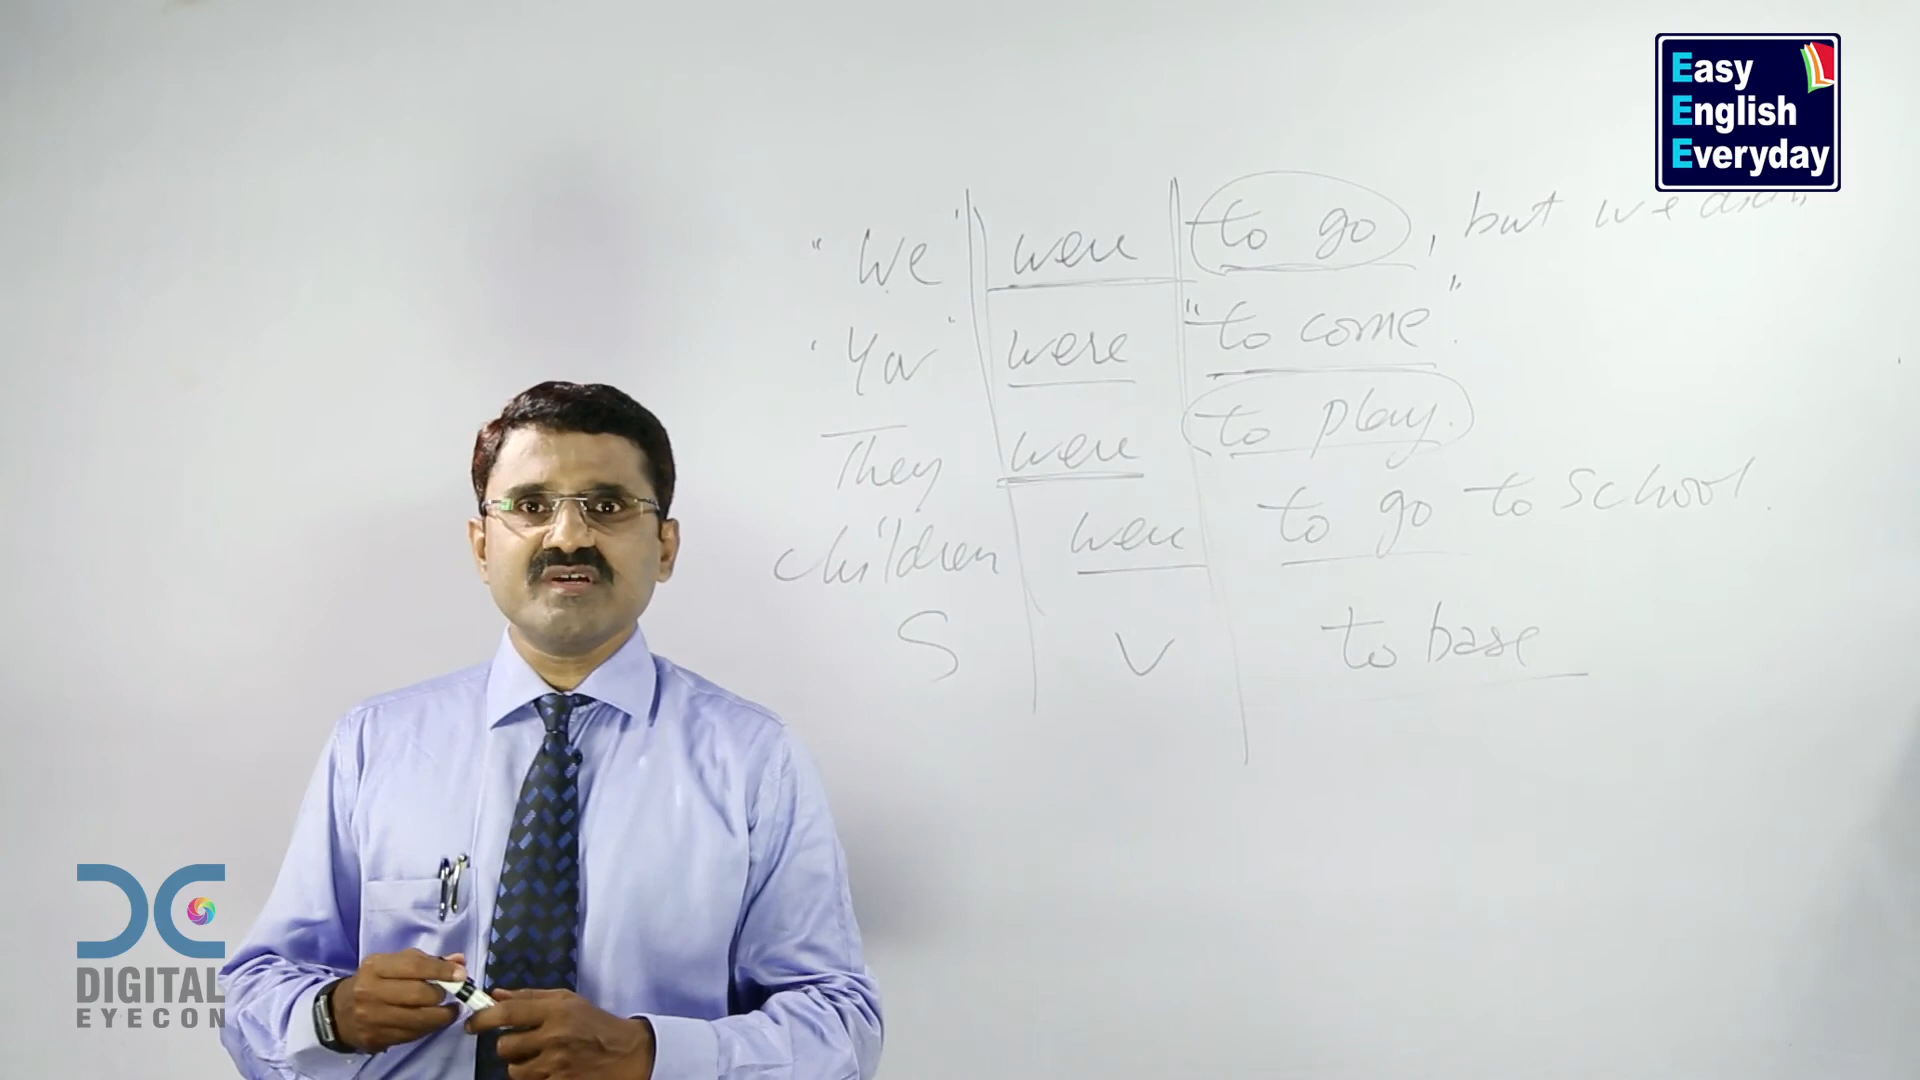 Easy
English
Everyday
" We " were to go, but we didn't
' You " were "to come".
They were to play.
children were to go to school.
S V to base
DIGITAL
EYECON